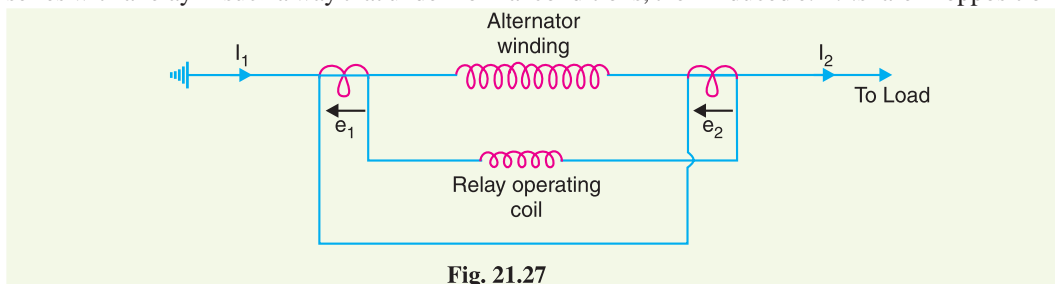 Alternator
winding
I1
I2
To Load
e1
e2
Relay operating
coil
Fig. 21.27